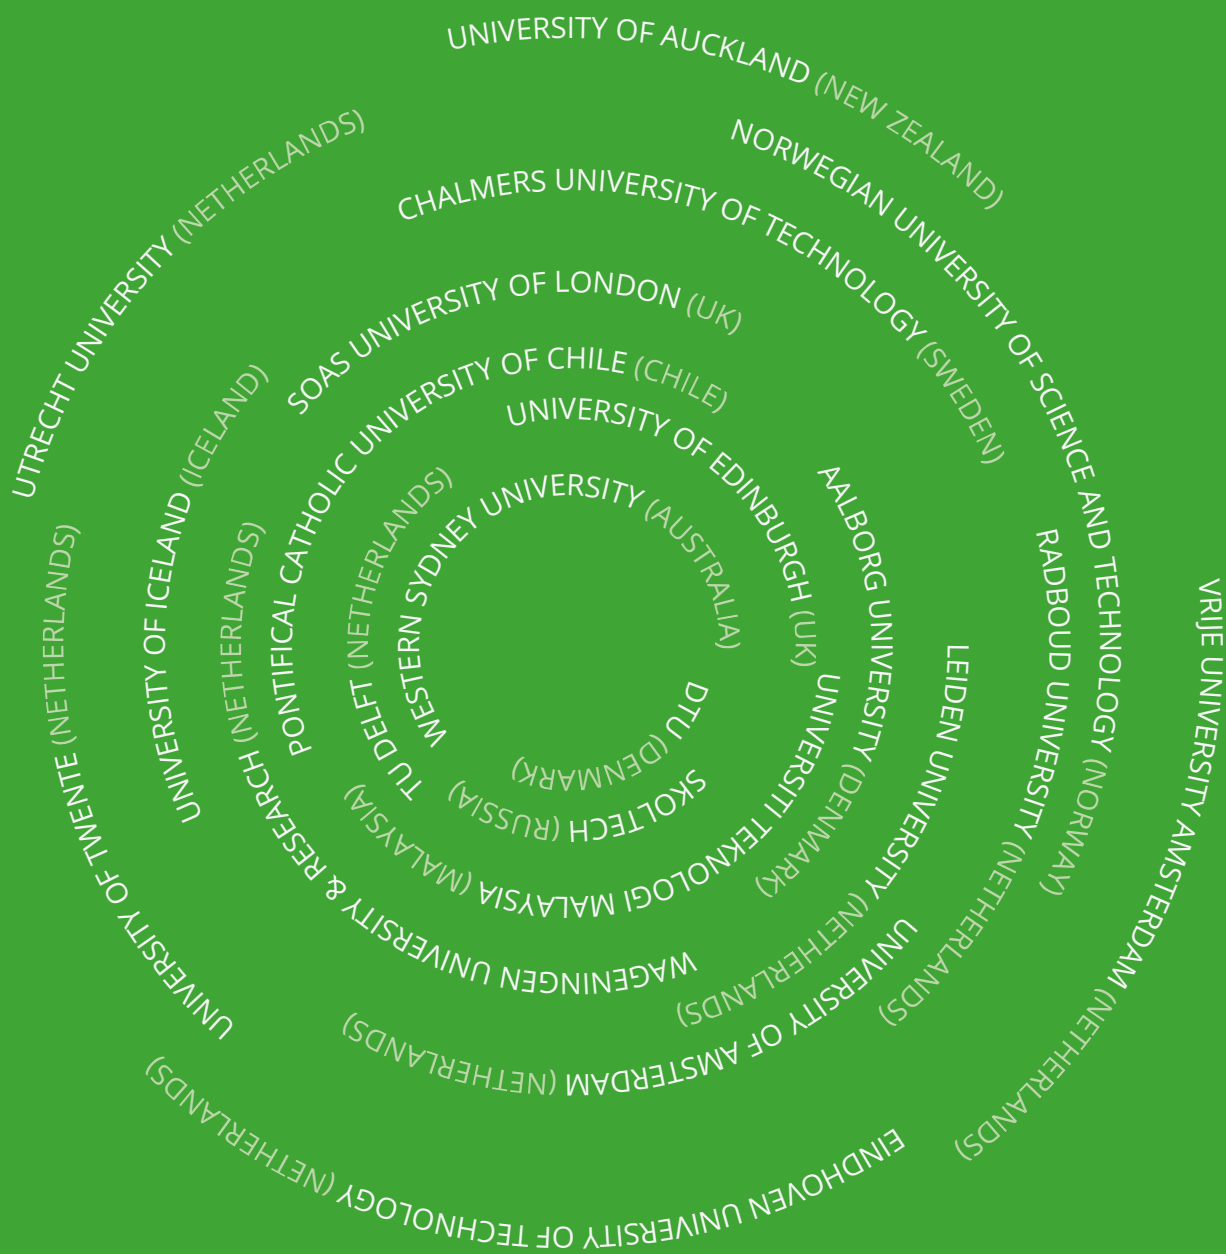 UNIVERSITY OF AUCKLAND (NEW ZEALAND)
UTRECHT UNIVERSITY (NETHERLANDS)
NORWEGIAN UNIVERSITY OF SCIENCE AND TECHNOLOGY (NORWAY)
CHALMERS UNIVERSITY OF TECHNOLOGY (SWEDEN)
SOAS UNIVERSITY OF LONDON (UK)
PONTIFICAL CATHOLIC UNIVERSITY OF CHILE (CHILE)
UNIVERSITY OF EDINBURGH (UK)
UNIVERSITY OF ICELAND (ICELAND)
AALBORG UNIVERSITY (DENMARK)
WESTERN SYDNEY UNIVERSITY (AUSTRALIA)
TU DELFT (NETHERLANDS)
RADBOUD UNIVERSITY (NETHERLANDS)
VRIJE UNIVERSITY AMSTERDAM (NETHERLANDS)
LEIDEN UNIVERSITY (NETHERLANDS)
UNIVERSITI TEKNOLOGI MALAYSIA (MALAYSIA)
DTU (DENMARK)
SKOLTECH (RUSSIA)
WAGENINGEN UNIVERSITY & RESEARCH (NETHERLANDS)
UNIVERSITY OF AMSTERDAM (NETHERLANDS)
UNIVERSITY OF TWENTE (NETHERLANDS)
EINDHOVEN UNIVERSITY OF TECHNOLOGY (NETHERLANDS)